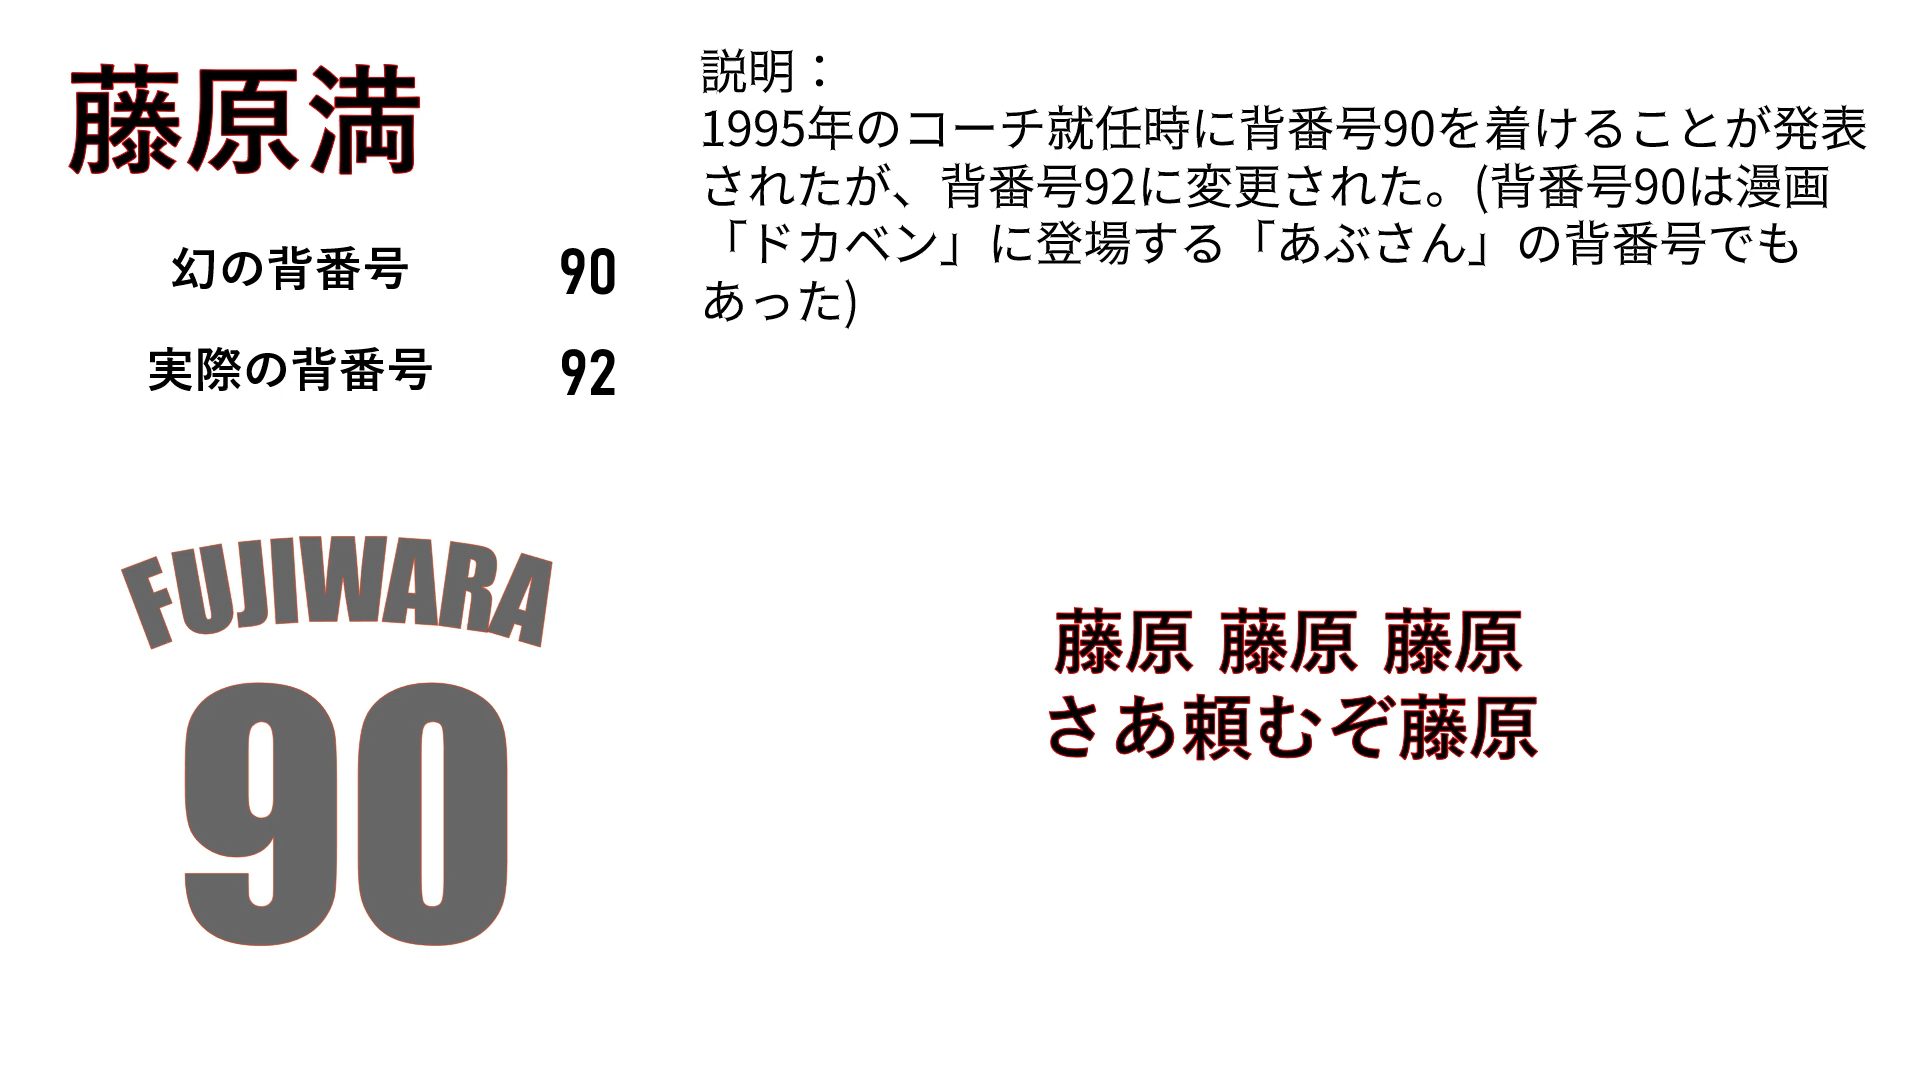 藤原満
幻の背番号 90
実際の背番号 92
説明：
1995年のコーチ就任時に背番号90を着けることが発表
されたが、背番号92に変更された。(背番号90は漫画
「ドカベン」に登場する「あぶさん」の背番号でも
あった)
FUJIWARA
90
藤原 藤原 藤原
さあ頼むぞ藤原